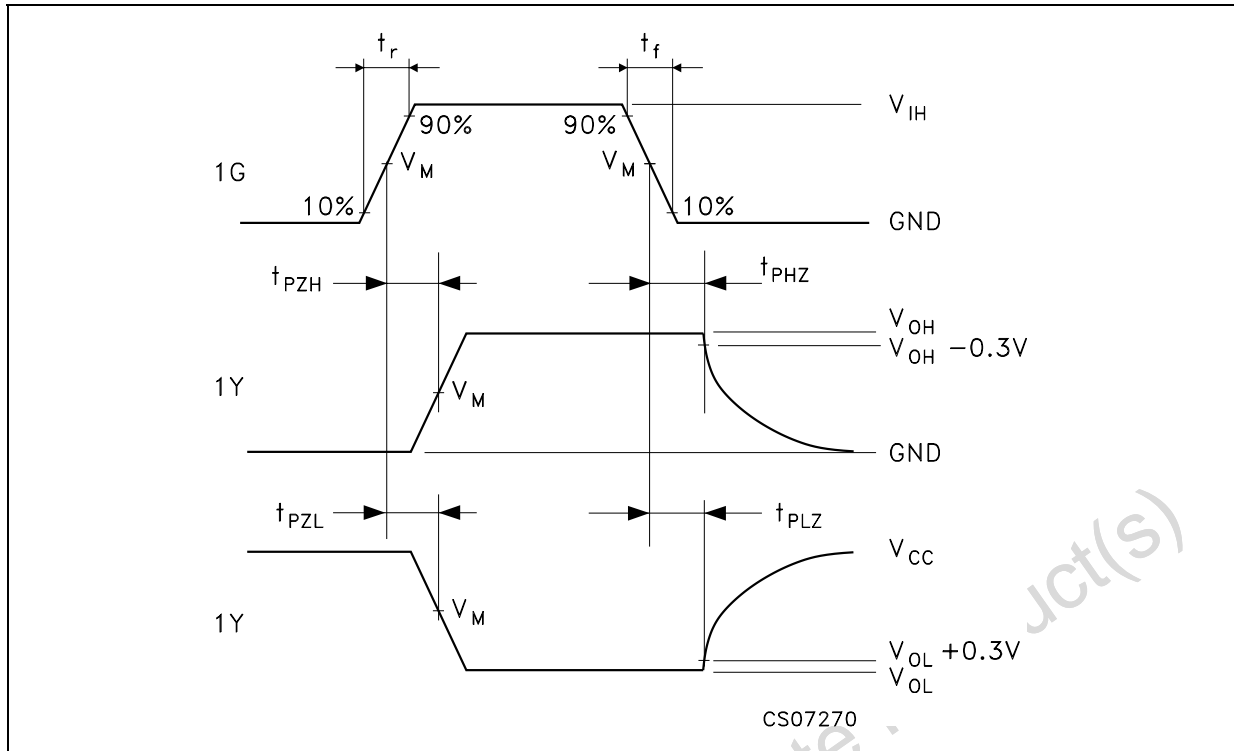 t_r
t_f
90%
90%
V_IH
1G
V_M
V_M
10%
10%
GND
t_PZH
t_PHZ
V_OH
V_OH −0.3V
1Y
V_M
GND
t_PZL
t_PLZ
V_CC
1Y
V_M
V_OL +0.3V
V_OL
CS07270
uct(s)